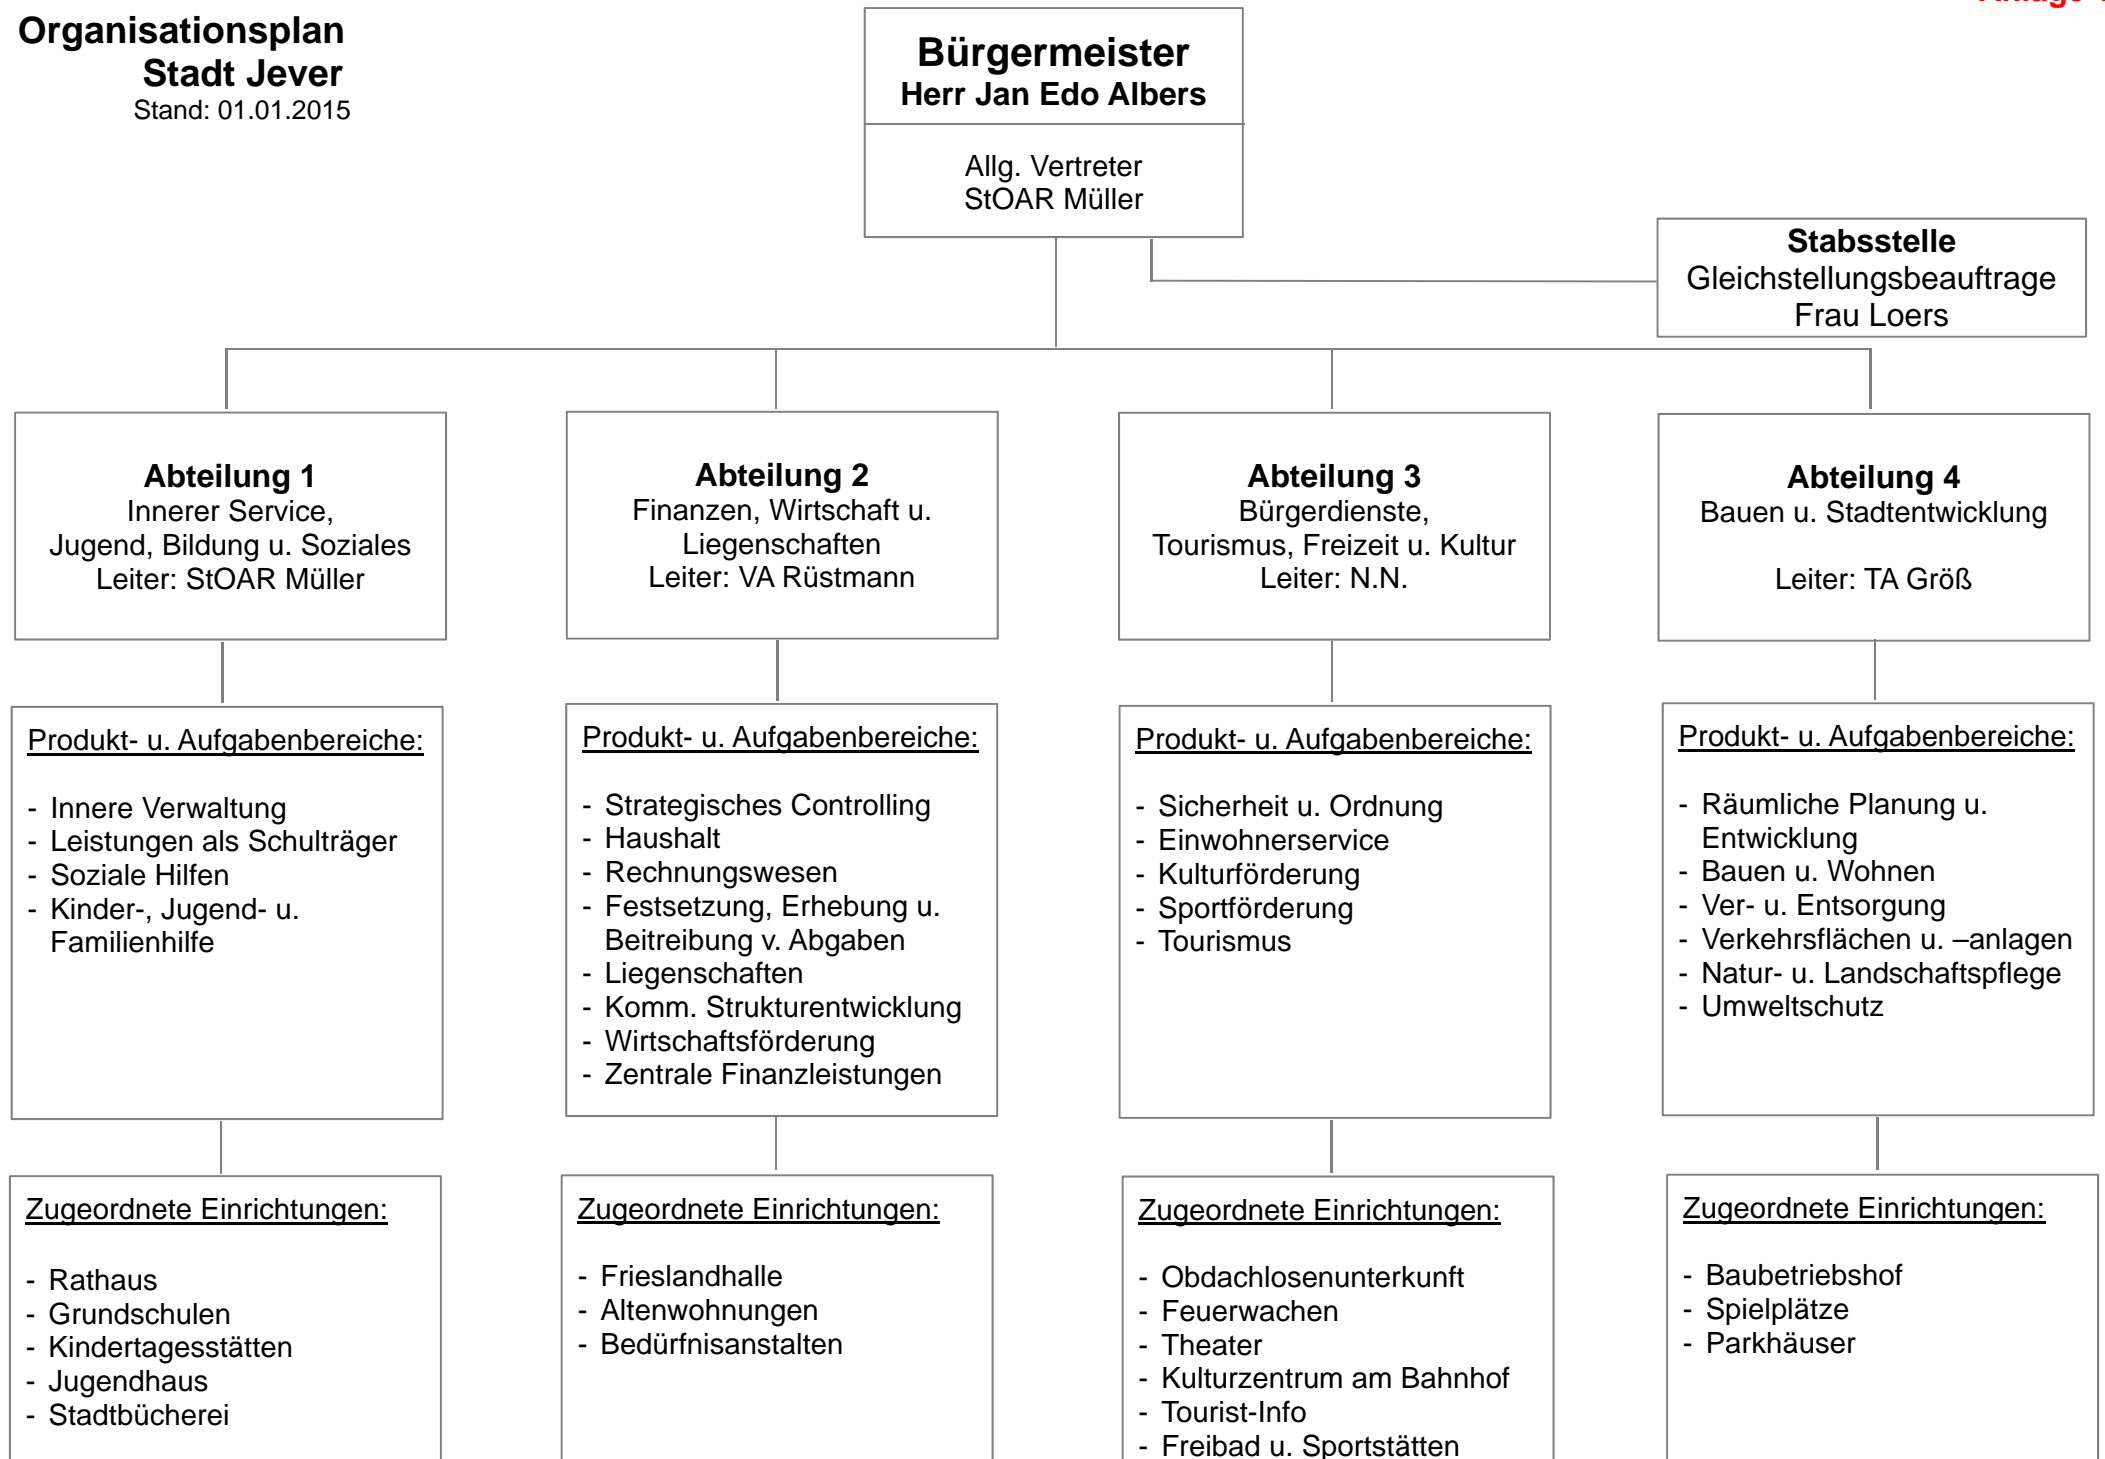 Organisationsplan
Stadt Jever
Stand: 01.01.2015
Bürgermeister
Herr Jan Edo Albers
Allg. Vertreter
StOAR Müller
Stabsstelle
Gleichstellungsbeauftrage
Frau Loers
Abteilung 1
Innerer Service,
Jugend, Bildung u. Soziales
Leiter: StOAR Müller
Abteilung 2
Finanzen, Wirtschaft u.
Liegenschaften
Leiter: VA Rüstmann
Abteilung 3
Bürgerdienste,
Tourismus, Freizeit u. Kultur
Leiter: N.N.
Abteilung 4
Bauen u. Stadtentwicklung
Leiter: TA Größ
Produkt- u. Aufgabenbereiche:
- Innere Verwaltung
- Leistungen als Schulträger
- Soziale Hilfen
- Kinder-, Jugend- u.
Familienhilfe
Produkt- u. Aufgabenbereiche:
- Strategisches Controlling
- Haushalt
- Rechnungswesen
- Festsetzung, Erhebung u.
Beitreibung v. Abgaben
- Liegenschaften
- Komm. Strukturentwicklung
- Wirtschaftsförderung
- Zentrale Finanzleistungen
Produkt- u. Aufgabenbereiche:
- Sicherheit u. Ordnung
- Einwohnerservice
- Kulturförderung
- Sportförderung
- Tourismus
Produkt- u. Aufgabenbereiche:
- Räumliche Planung u.
Entwicklung
- Bauen u. Wohnen
- Ver- u. Entsorgung
- Verkehrsflächen u. –anlagen
- Natur- u. Landschaftspflege
- Umweltschutz
Zugeordnete Einrichtungen:
- Rathaus
- Grundschulen
- Kindertagesstätten
- Jugendhaus
- Stadtbücherei
Zugeordnete Einrichtungen:
- Frieslandhalle
- Altenwohnungen
- Bedürfnisanstalten
Zugeordnete Einrichtungen:
- Obdachlosenunterkunft
- Feuerwachen
- Theater
- Kulturzentrum am Bahnhof
- Tourist-Info
- Freibad u. Sportstätten
Zugeordnete Einrichtungen:
- Baubetriebshof
- Spielplätze
- Parkhäuser